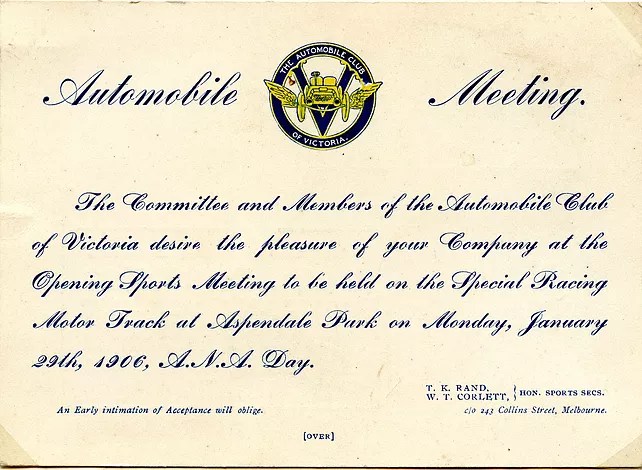 Automobile Meeting.
THE AUTOMOBILE CLUB
OF VICTORIA.
The Committee and Members of the Automobile Club
of Victoria desire the pleasure of your Company at the
Opening Sports Meeting to be held on the Special Racing
Motor Track at Aspendale Park on Monday, January
29th, 1906, A.N.A. Day.
T. K. RAND,
W. T. CORLETT, } HON. SPORTS SECS.
An Early intimation of Acceptance will oblige. c/o 243 Collins Street, Melbourne.
[OVER]